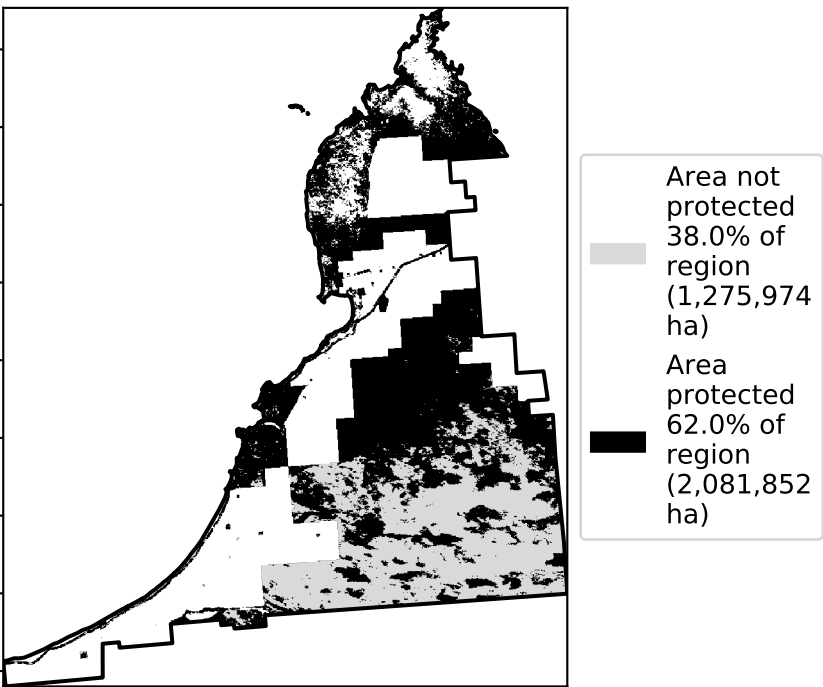 Area not
protected
38.0% of
region
(1,275,974
ha)
Area
protected
62.0% of
region
(2,081,852
ha)